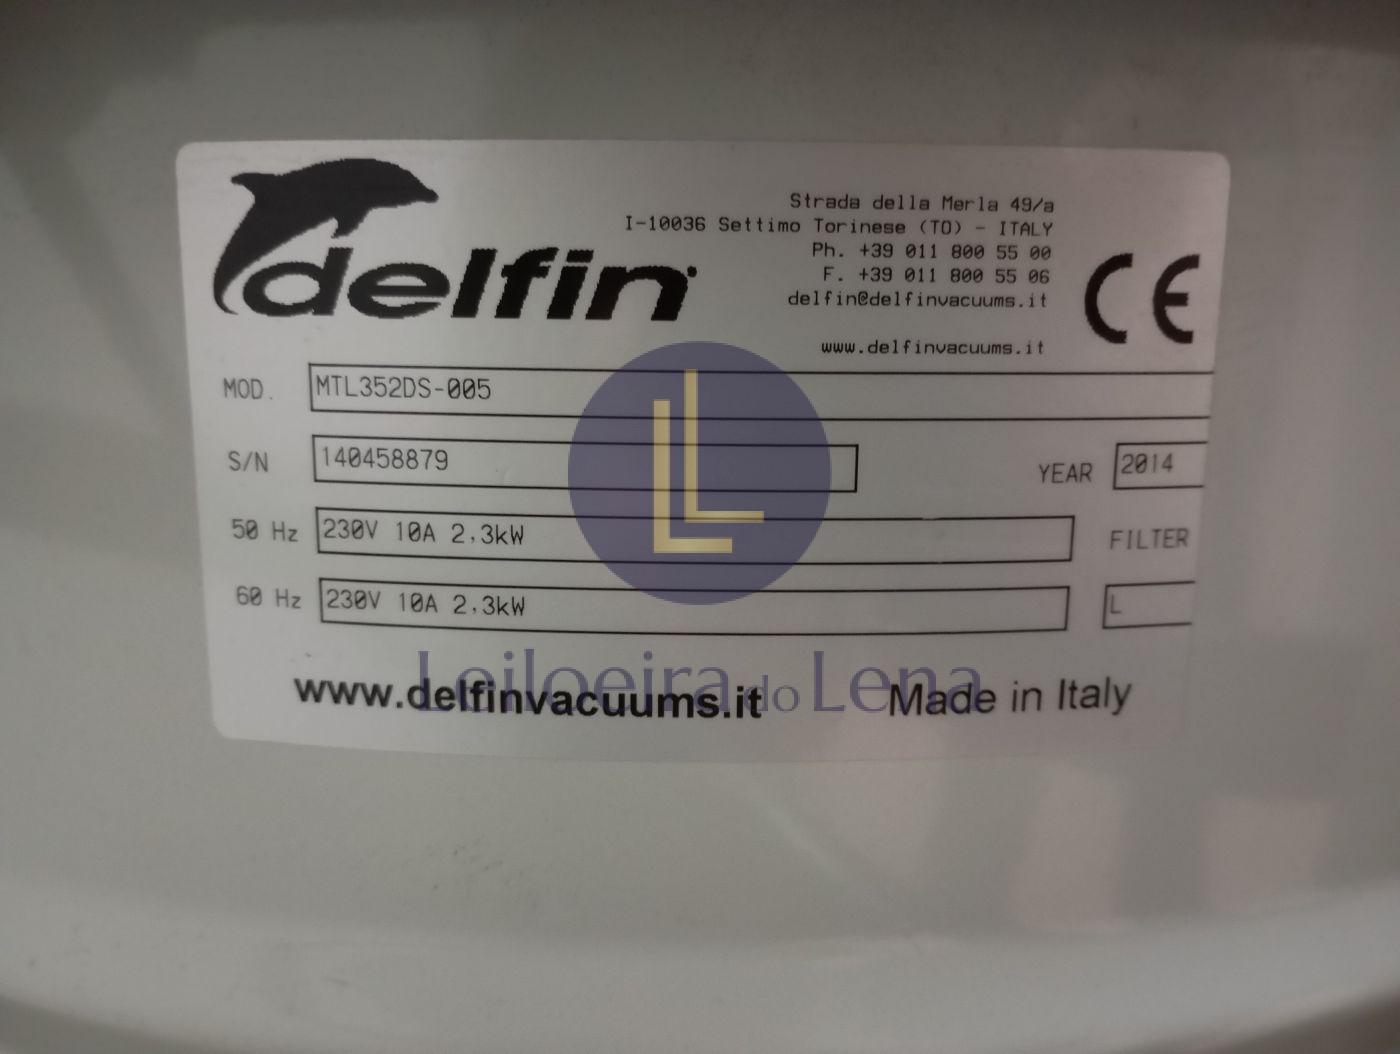 delfin
Strada della Merla 49/a
I-10036 Settimo Torinese (TO) - ITALY
Ph. +39 011 800 55 00
F. +39 011 800 55 06
delfin@delfinvacuums.it
www.delfinvacuums.it
CE
MOD. MTL352DS-005
S/N 140458879 YEAR 2014
50 Hz 230V 10A 2,3kW FILTER
60 Hz 230V 10A 2,3kW L
LL
Leiloeira do Lena
www.delfinvacuums.it Made in Italy